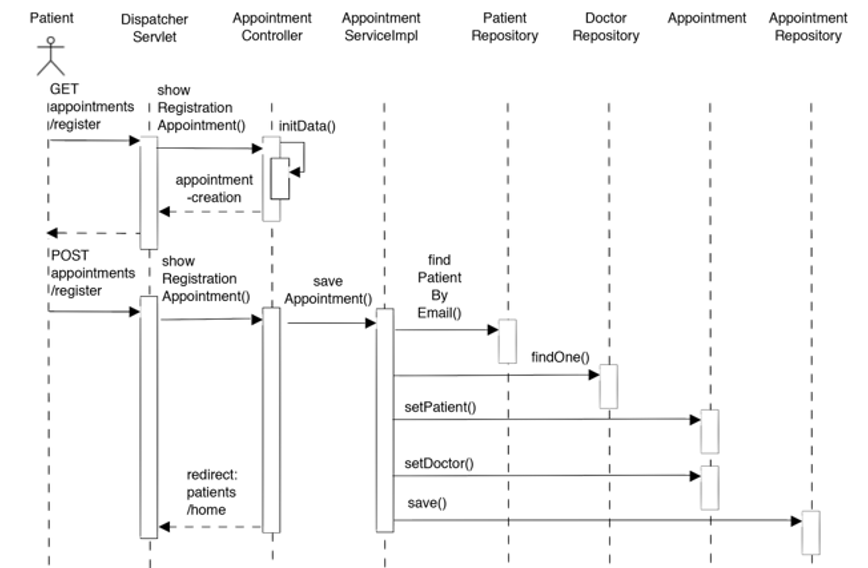 Patient
Dispatcher
Servlet
Appointment
Controller
Appointment
ServiceImpl
Patient
Repository
Doctor
Repository
Appointment
Appointment
Repository
GET
appointments
/register
show
Registration
Appointment()
initData()
appointment
-creation
POST
appointments
/register
show
Registration
Appointment()
save
Appointment()
find
Patient
By
Email()
findOne()
setPatient()
setDoctor()
redirect:
patients
/home
save()